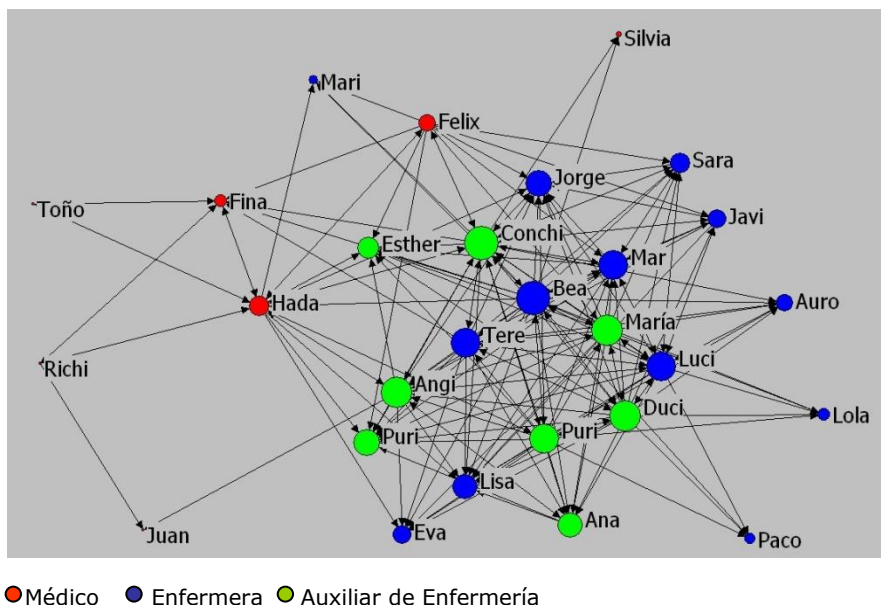 Silvia
Mari
Felix
Sara
Jorge
Toño
Fina
Javi
Esther
Conchi
Mar
Hada
Bea
Auro
María
Tere
Luci
Richi
Angi
Duci
Lola
Puri
Puri
Lisa
Ana
Juan
Eva
Paco
Médico Enfermera Auxiliar de Enfermería